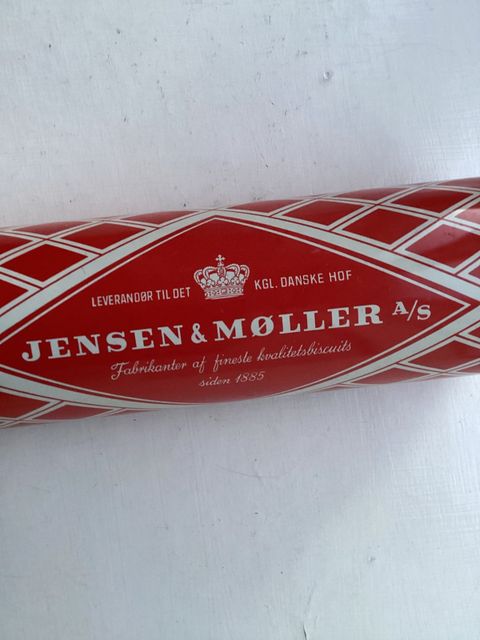 LEVERANDØR TIL DET KGL. DANSKE HOF
JENSEN & MØLLER A/S
Fabrikanter af fineste kvalitetsbiscuits
siden 1885